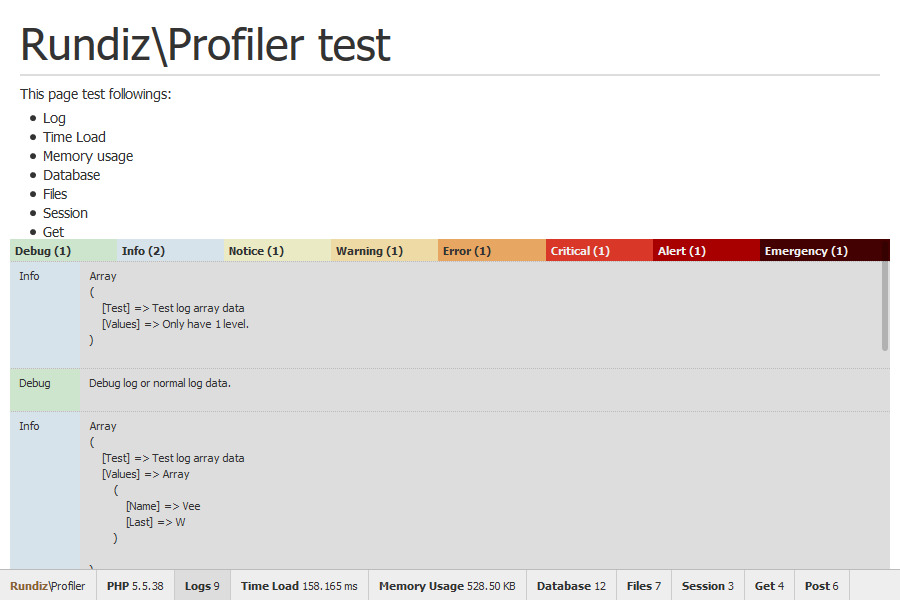 Rundiz\Profiler test
This page test followings:
Log
Time Load
Memory usage
Database
Files
Session
Get
Debug (1) Info (2) Notice (1) Warning (1) Error (1) Critical (1) Alert (1) Emergency (1)
Info Array
(
[Test] => Test log array data
[Values] => Only have 1 level.
)
Debug Debug log or normal log data.
Info Array
(
[Test] => Test log array data
[Values] => Array
(
[Name] => Vee
[Last] => W
)
)
Rundiz\Profiler PHP 5.5.38 Logs 9 Time Load 158.165 ms Memory Usage 528.50 KB Database 12 Files 7 Session 3 Get 4 Post 6